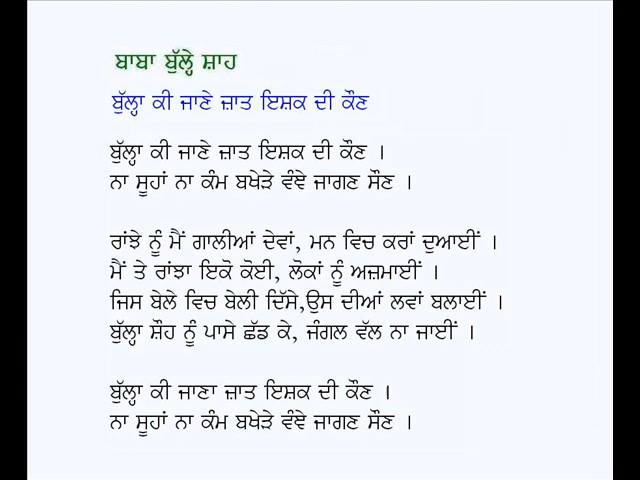 ਬਾਬਾ ਬੁੱਲ੍ਹੇ ਸ਼ਾਹ
ਬੁੱਲ੍ਹਾ ਕੀ ਜਾਣੇ ਜ਼ਾਤ ਇਸ਼ਕ ਦੀ ਕੌਣ
ਬੁੱਲ੍ਹਾ ਕੀ ਜਾਣੇ ਜ਼ਾਤ ਇਸ਼ਕ ਦੀ ਕੌਣ ।
ਨਾ ਸੂਹਾਂ ਨਾ ਕੰਮ ਬਖੇੜੇ ਵੰਞੇ ਜਾਗਣ ਸੌਣ ।
ਰਾਂਝੇ ਨੂੰ ਮੈਂ ਗਾਲੀਆਂ ਦੇਵਾਂ, ਮਨ ਵਿਚ ਕਰਾਂ ਦੁਆਈਂ ।
ਮੈਂ ਤੇ ਰਾਂਝਾ ਇਕੋ ਕੋਈ, ਲੋਕਾਂ ਨੂੰ ਅਜ਼ਮਾਈਂ ।
ਜਿਸ ਬੇਲੇ ਵਿਚ ਬੇਲੀ ਦਿੱਸੇ,ਉਸ ਦੀਆਂ ਲਵਾਂ ਬਲਾਈਂ ।
ਬੁੱਲ੍ਹਾ ਸ਼ੌਹ ਨੂੰ ਪਾਸੇ ਛੱਡ ਕੇ, ਜੰਗਲ ਵੱਲ ਨਾ ਜਾਈਂ ।
ਬੁੱਲ੍ਹਾ ਕੀ ਜਾਣਾ ਜ਼ਾਤ ਇਸ਼ਕ ਦੀ ਕੌਣ ।
ਨਾ ਸੂਹਾਂ ਨਾ ਕੰਮ ਬਖੇੜੇ ਵੰਞੇ ਜਾਗਣ ਸੌਣ ।